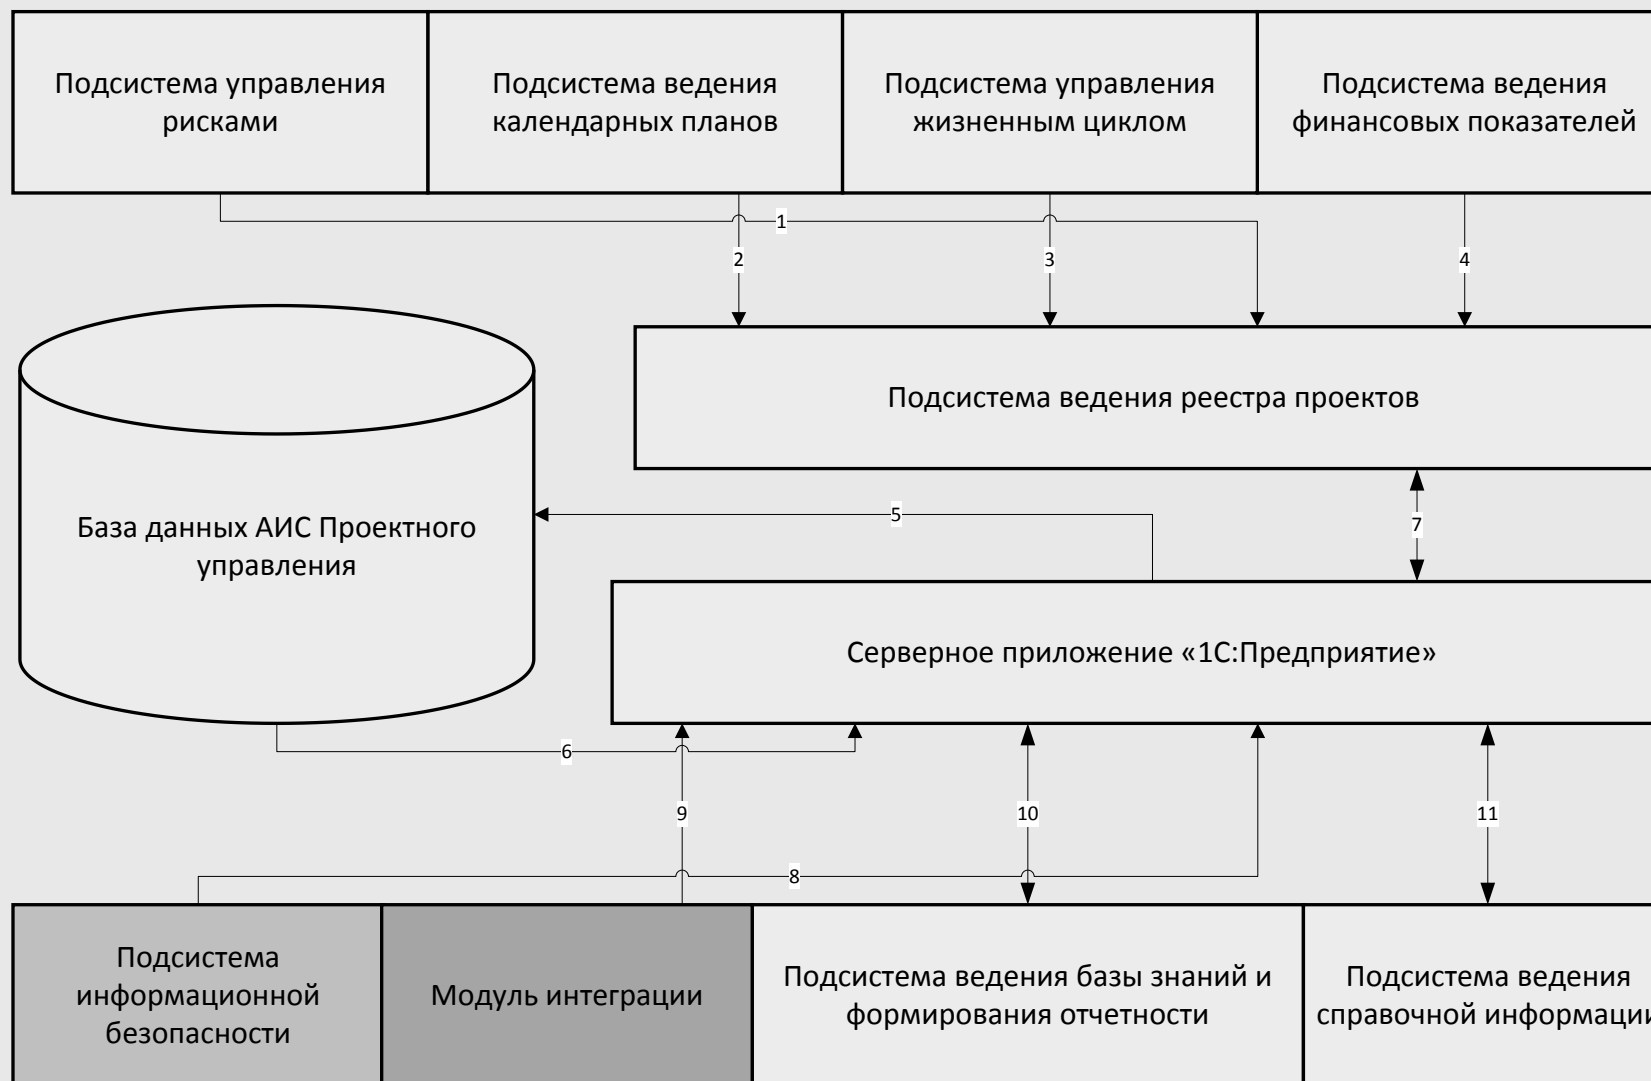 Подсистема управления
рисками
Подсистема ведения
календарных планов
Подсистема управления
жизненным циклом
Подсистема ведения
финансовых показателей
1
2
3
4
Подсистема ведения реестра проектов
База данных АИС Проектного
управления
5
7
Серверное приложение «1С:Предприятие»
6
9
10
11
8
Подсистема
информационной
безопасности
Модуль интеграции
Подсистема ведения базы знаний и
формирования отчетности
Подсистема ведения
справочной информации